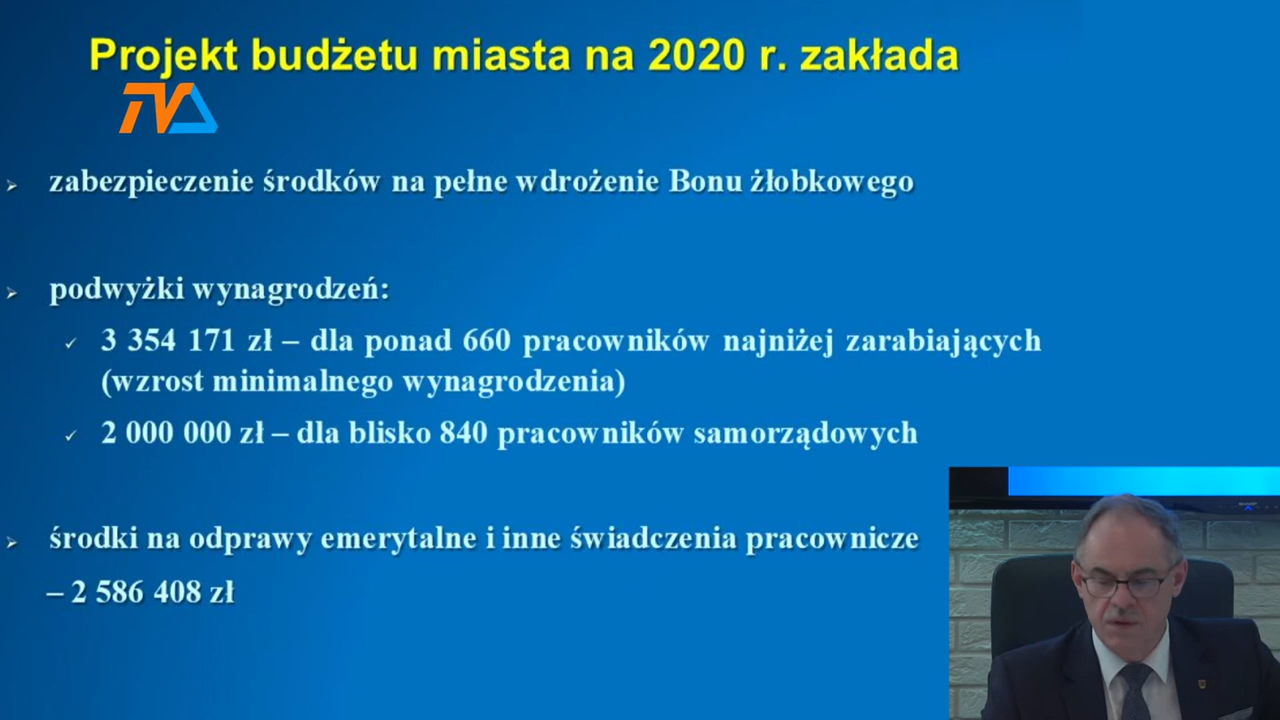 Projekt budżetu miasta na 2020 r. zakłada
TVA
zabezpieczenie środków na pełne wdrożenie Bonu żłobkowego
podwyżki wynagrodzeń:
3 354 171 zł – dla ponad 660 pracowników najniżej zarabiających
(wzrost minimalnego wynagrodzenia)
2 000 000 zł – dla blisko 840 pracowników samorządowych
środki na odprawy emerytalne i inne świadczenia pracownicze
– 2 586 408 zł